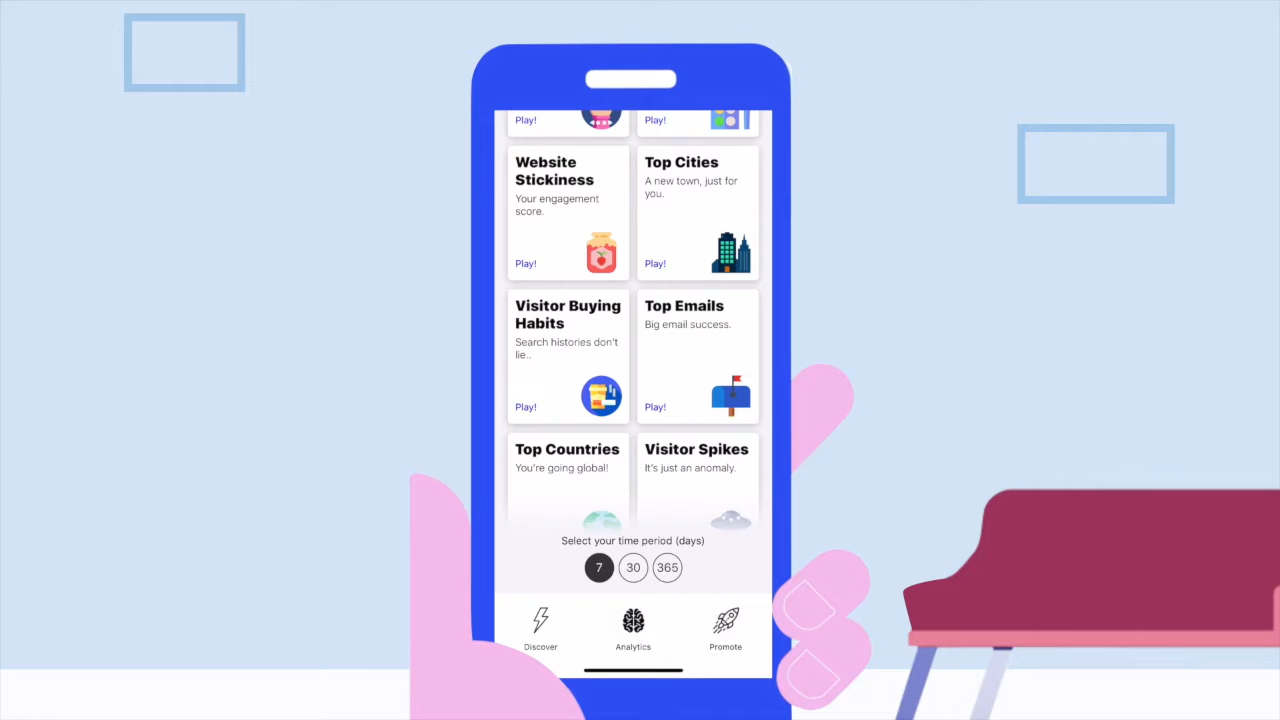 Play!
Play!
Website
Stickiness
Your engagement
score.
Play!
Top Cities
A new town, just for
you.
Play!
Visitor Buying
Habits
Search histories don't
lie..
Play!
Top Emails
Big email success.
Play!
Top Countries
You're going global!
Visitor Spikes
It's just an anomaly.
Select your time period (days)
7 30 365
Discover Analytics Promote